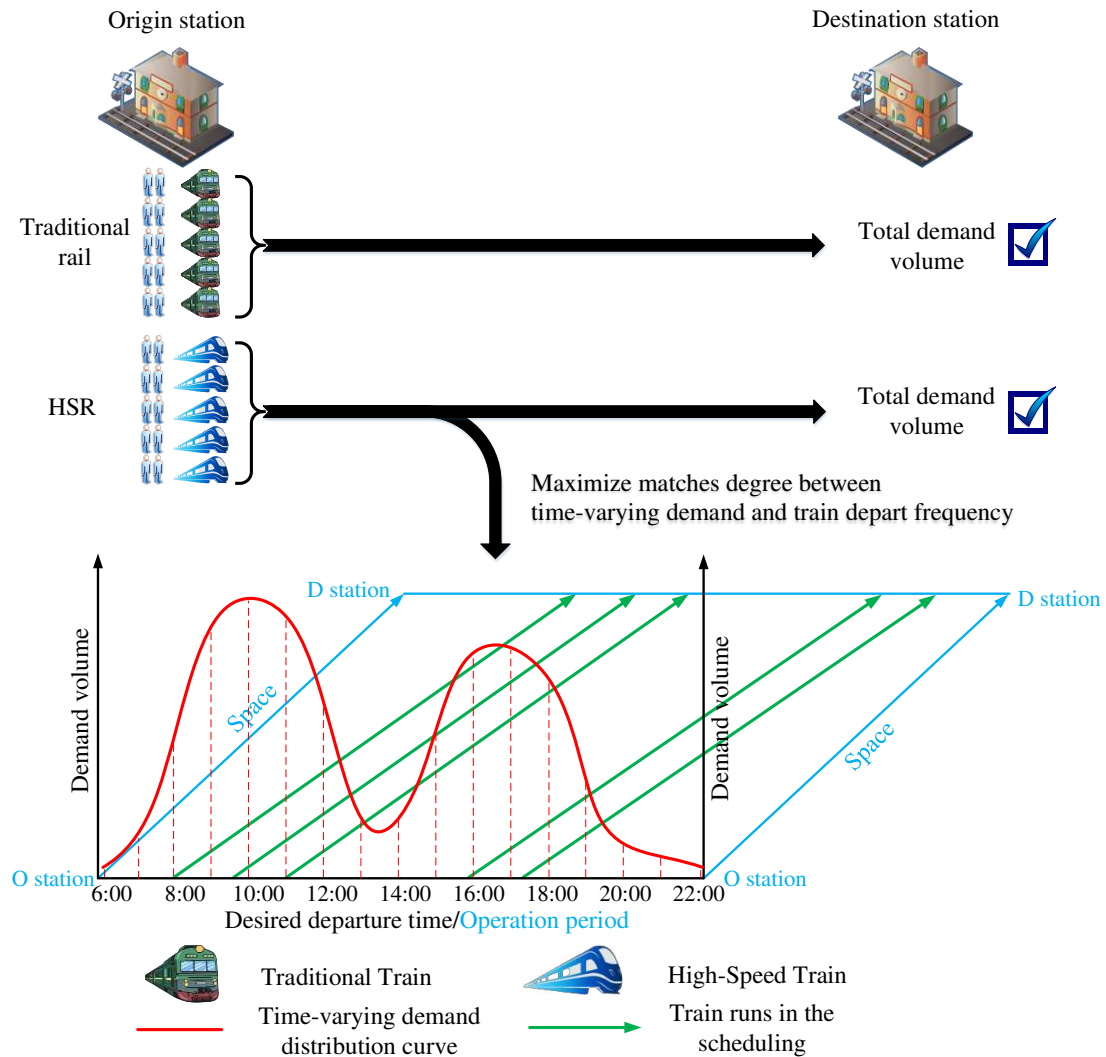 Origin station
Destination station
Traditional
rail
Total demand
volume
HSR
Total demand
volume
Maximize matches degree between
time-varying demand and train depart frequency
D station
D station
Demand volume
Space
Demand volume
Space
O station
O station
6:00 8:00 10:00 12:00 14:00 16:00 18:00 20:00 22:00
Desired departure time/Operation period
Traditional Train
High-Speed Train
Time-varying demand
distribution curve
Train runs in the
scheduling